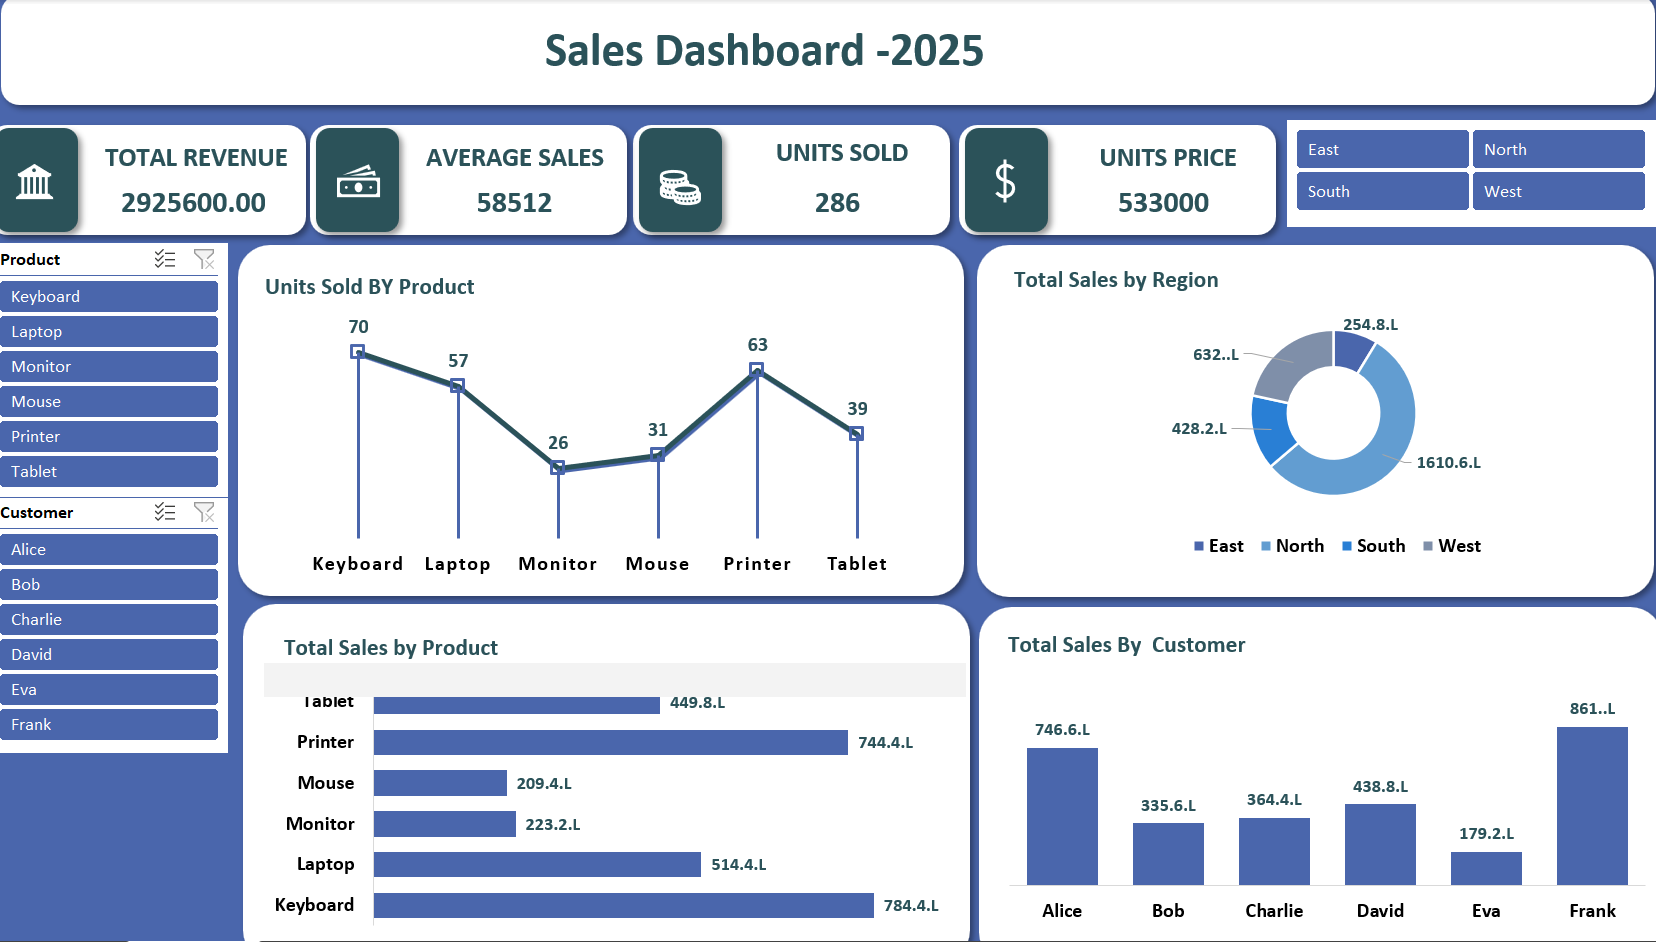 Sales Dashboard -2025
TOTAL REVENUE
2925600.00
AVERAGE SALES
58512
UNITS SOLD
286
UNITS PRICE
533000
East
North
South
West
Product
Keyboard
Laptop
Monitor
Mouse
Printer
Tablet
Customer
Alice
Bob
Charlie
David
Eva
Frank
Units Sold BY Product
70
57
26
31
63
39
Keyboard
Laptop
Monitor
Mouse
Printer
Tablet
Total Sales by Region
254.8.L
632..L
428.2.L
1610.6.L
East
North
South
West
Total Sales by Product
Tablet
449.8.L
Printer
744.4.L
Mouse
209.4.L
Monitor
223.2.L
Laptop
514.4.L
Keyboard
784.4.L
Total Sales By  Customer
746.6.L
335.6.L
364.4.L
438.8.L
179.2.L
861..L
Alice
Bob
Charlie
David
Eva
Frank